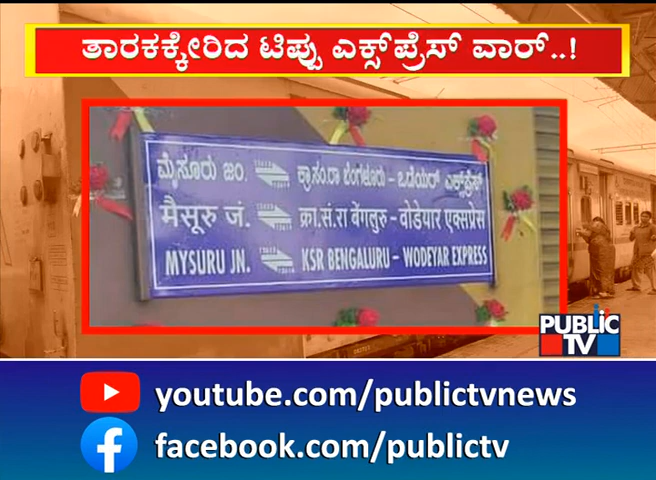 ತಾರಕಕ್ಕೇರಿದ ಟಿಪ್ಪು ಎಕ್ಸ್‌ಪ್ರೆಸ್ ವಾರ್..!
ಮೈಸೂರು ಜಂ. ಕ್ರಾ.ಸಂ.ರಾ ಬೆಂಗಳೂರು - ಒಡೆಯರ್ ಎಕ್ಸ್‌ಪ್ರೆಸ್
मैसूरु जं. क्रा.सं.रा बेंगलुरु - वोडेयार एक्सप्रेस
MYSURU JN. KSR BENGALURU - WODEYAR EXPRESS
PUBLiC TV
youtube.com/publictvnews
facebook.com/publictv